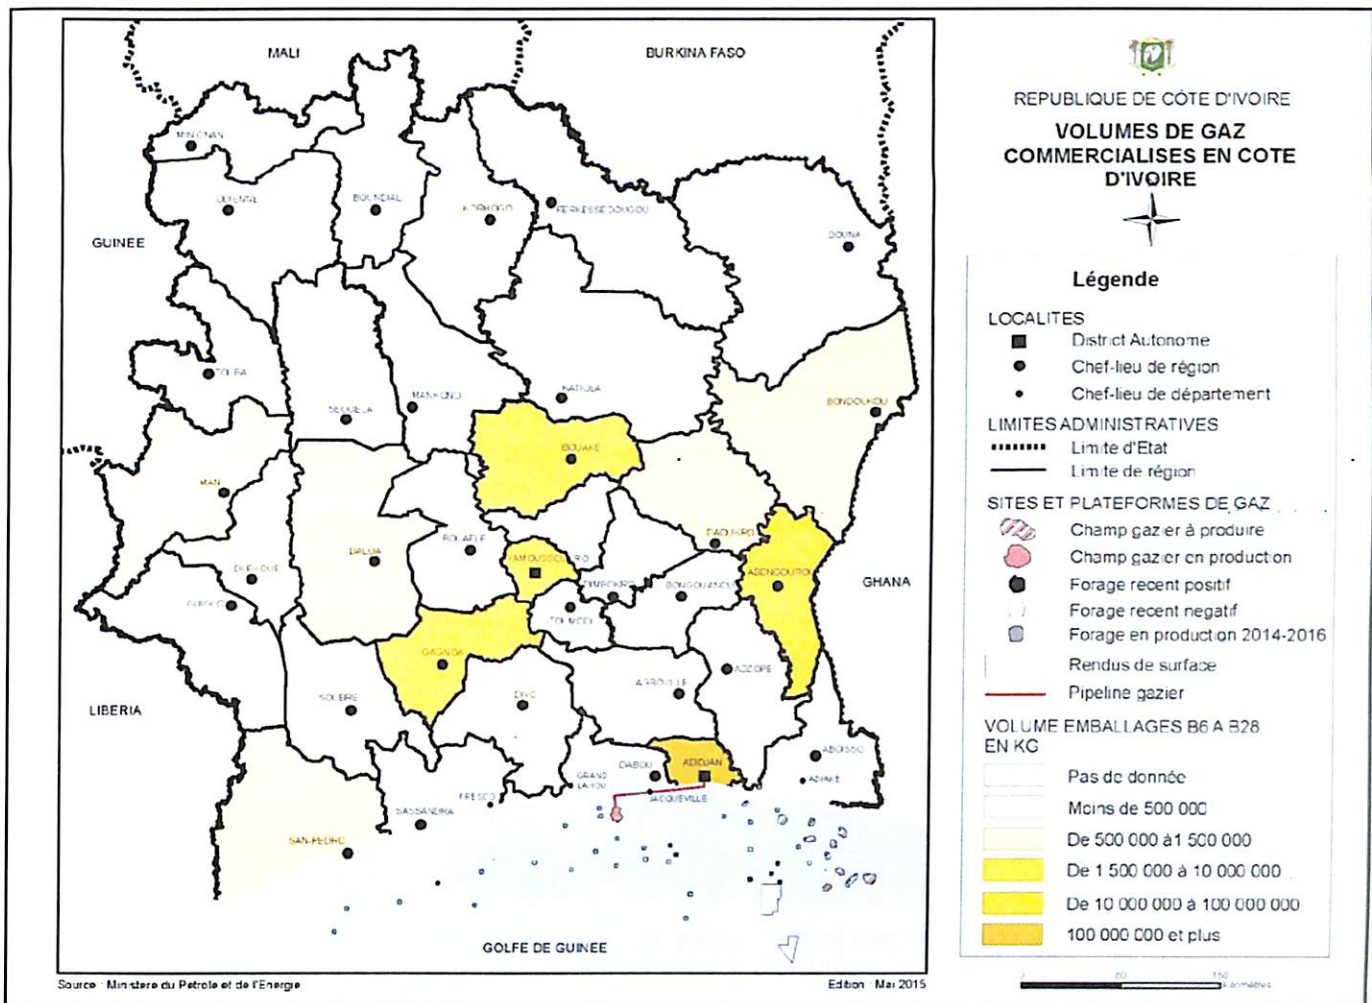 MALI
BURKINA FASO
MINIGNAN
ODIENNE
BOUNDIAL
KORHOGO
FERKESSEDOUGOU
GUINEE
BOUNA
TOUBA
SEGUELA
MANKONO
KATIOLA
BONDOUKOU
BOUAKE
MAN
DALOA
BOUAFLE
DAOUKRO
DUEKOUE
GUIGLO
DIMBOKRO
BONGOUANOU
ABENGOUROU
GHANA
TOUMODI
GAGNOA
ADZOPE
SOUBRE
DIVO
AGBOVILLE
LIBERIA
ABIDJAN
ABOISSO
DABOU
GRAND
LAHOU
ADIAKE
JACQUEVILLE
FRESCO
SASSANDRA
SAN-PEDRO
GOLFE DE GUINEE
Source : Ministere du Petrole et de l'Energie
Edition : Mai 2015
REPUBLIQUE DE CÔTE D'IVOIRE
VOLUMES DE GAZ
COMMERCIALISES EN COTE
D'IVOIRE
Légende
LOCALITES
District Autonome
Chef-lieu de région
Chef-lieu de département
LIMITES ADMINISTRATIVES
Limite d'Etat
Limite de région
SITES ET PLATEFORMES DE GAZ
Champ gazier à produire
Champ gazier en production
Forage recent positif
Forage recent negatif
Forage en production 2014-2016
Rendus de surface
Pipeline gazier
VOLUME EMBALLAGES B6 A B28
EN KG
Pas de donnée
Moins de 500 000
De 500 000 à1 500 000
De 1 500 000 à 10 000 000
De 10 000 000 à 100 000 000
100 000 000 et plus
0 80 150
Kilomètres